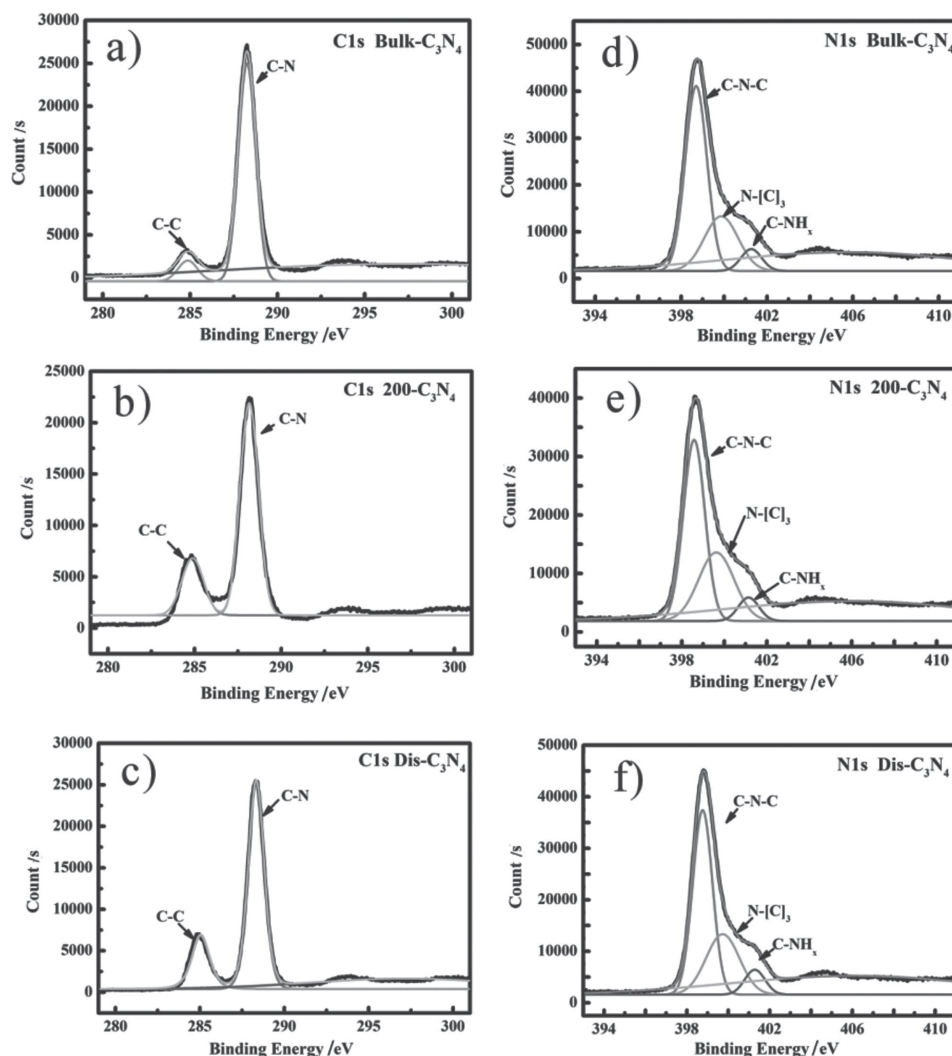 a)
C1s Bulk-C₃N₄
30000
25000
20000
15000
10000
5000
0
Count /s
C-N
C-C
280 285 290 295 300
Binding Energy /eV
d)
N1s Bulk-C₃N₄
50000
40000
30000
20000
10000
0
Count /s
C-N-C
N-[C]₃
C-NHₓ
394 398 402 406 410
Binding Energy /eV
b)
C1s 200-C₃N₄
25000
20000
15000
10000
5000
0
Count /s
C-N
C-C
280 285 290 295 300
Binding Energy /eV
e)
N1s 200-C₃N₄
40000
30000
20000
10000
0
Count /s
C-N-C
N-[C]₃
C-NHₓ
394 398 402 406 410
Binding Energy /eV
c)
C1s Dis-C₃N₄
30000
25000
20000
15000
10000
5000
0
Count /s
C-N
C-C
280 285 290 295 300
Binding Energy /eV
f)
N1s Dis-C₃N₄
50000
40000
30000
20000
10000
0
Count /s
C-N-C
N-[C]₃
C-NHₓ
394 398 402 406 410
Binding Energy /eV